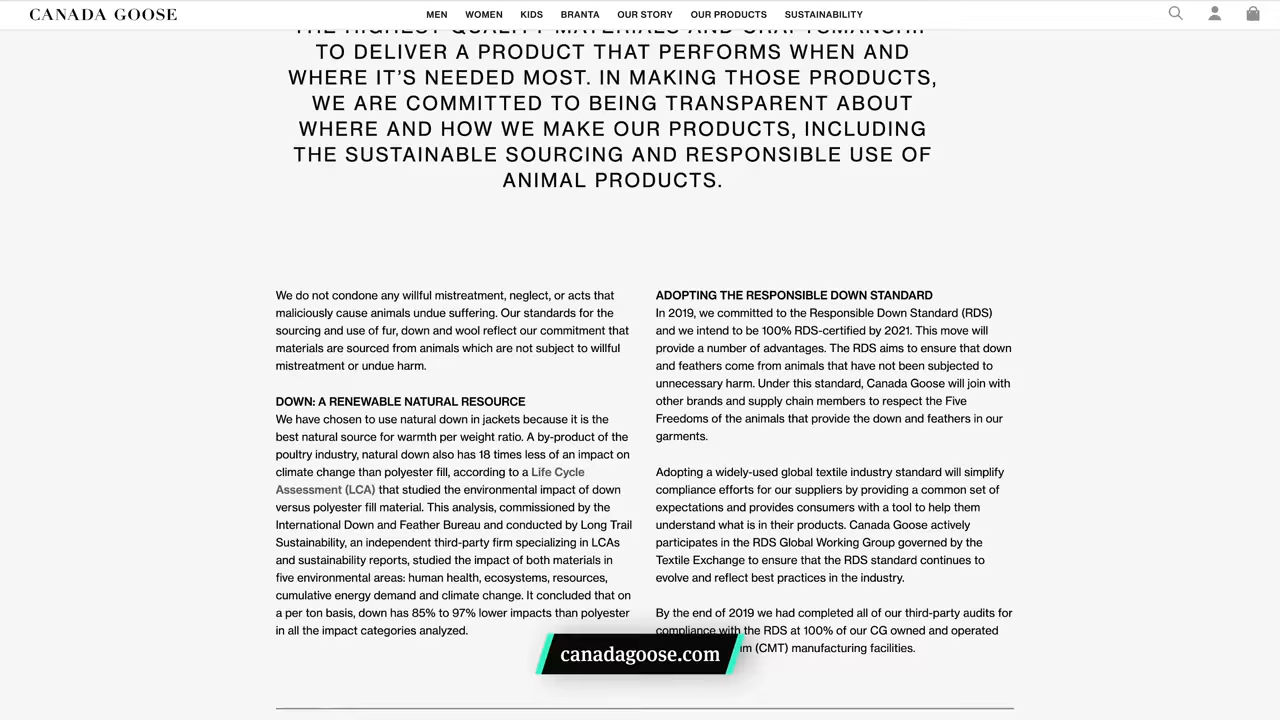 CANADA GOOSE
MEN WOMEN KIDS BRANTA OUR STORY OUR PRODUCTS SUSTAINABILITY
THE HIGHEST QUALITY MATERIALS AND CRAFTSMANSHIP
TO DELIVER A PRODUCT THAT PERFORMS WHEN AND
WHERE IT’S NEEDED MOST. IN MAKING THOSE PRODUCTS,
WE ARE COMMITTED TO BEING TRANSPARENT ABOUT
WHERE AND HOW WE MAKE OUR PRODUCTS, INCLUDING
THE SUSTAINABLE SOURCING AND RESPONSIBLE USE OF
ANIMAL PRODUCTS.
We do not condone any willful mistreatment, neglect, or acts that
maliciously cause animals undue suffering. Our standards for the
sourcing and use of fur, down and wool reflect our commitment that
materials are sourced from animals which are not subject to willful
mistreatment or undue harm.
DOWN: A RENEWABLE NATURAL RESOURCE
We have chosen to use natural down in jackets because it is the
best natural source for warmth per weight ratio. A by-product of the
poultry industry, natural down also has 18 times less of an impact on
climate change than polyester fill, according to a Life Cycle
Assessment (LCA) that studied the environmental impact of down
versus polyester fill material. This analysis, commissioned by the
International Down and Feather Bureau and conducted by Long Trail
Sustainability, an independent third-party firm specializing in LCAs
and sustainability reports, studied the impact of both materials in
five environmental areas: human health, ecosystems, resources,
cumulative energy demand and climate change. It concluded that on
a per ton basis, down has 85% to 97% lower impacts than polyester
in all the impact categories analyzed.
ADOPTING THE RESPONSIBLE DOWN STANDARD
In 2019, we committed to the Responsible Down Standard (RDS)
and we intend to be 100% RDS-certified by 2021. This move will
provide a number of advantages. The RDS aims to ensure that down
and feathers come from animals that have not been subjected to
unnecessary harm. Under this standard, Canada Goose will join with
other brands and supply chain members to respect the Five
Freedoms of the animals that provide the down and feathers in our
garments.
Adopting a widely-used global textile industry standard will simplify
compliance efforts for our suppliers by providing a common set of
expectations and provides consumers with a tool to help them
understand what is in their products. Canada Goose actively
participates in the RDS Global Working Group governed by the
Textile Exchange to ensure that the RDS standard continues to
evolve and reflect best practices in the industry.
By the end of 2019 we had completed all of our third-party audits for
compliance with the RDS at 100% of our CG owned and operated
(CMT) manufacturing facilities.
canadagoose.com